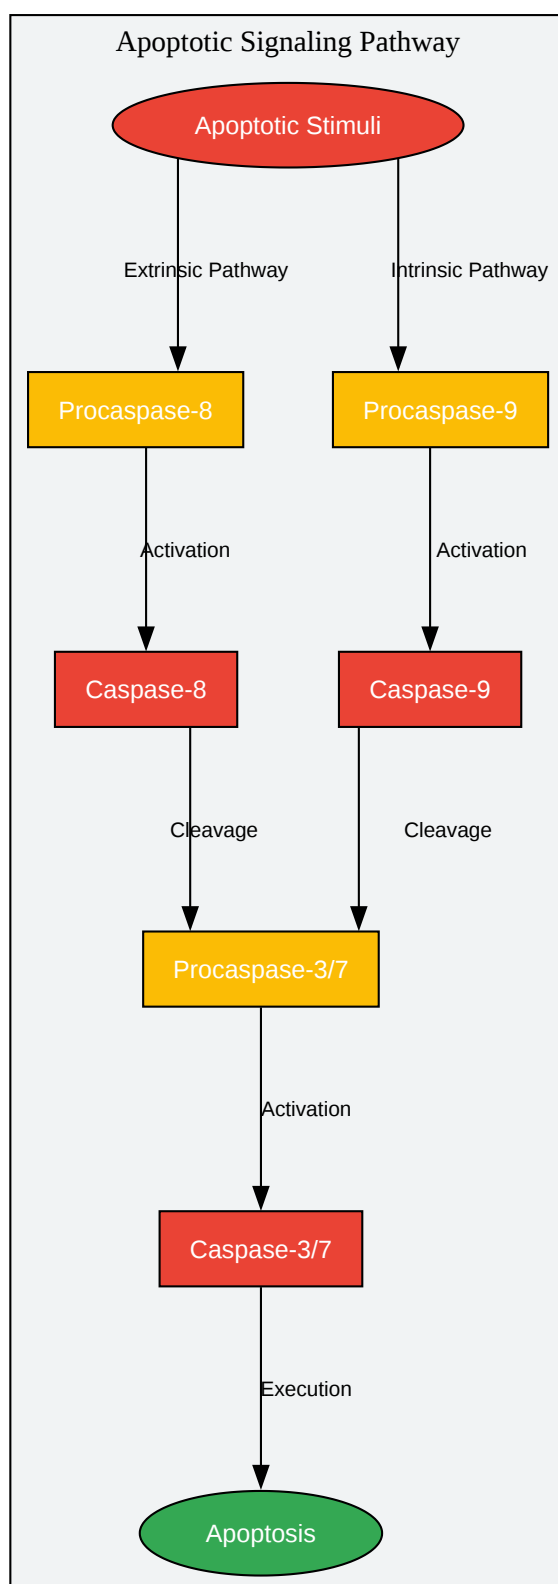 Apoptotic Signaling Pathway
Apoptotic Stimuli
Extrinsic Pathway
Intrinsic Pathway
Procaspase-8
Procaspase-9
Activation
Activation
Caspase-8
Caspase-9
Cleavage
Cleavage
Procaspase-3/7
Activation
Caspase-3/7
Execution
Apoptosis